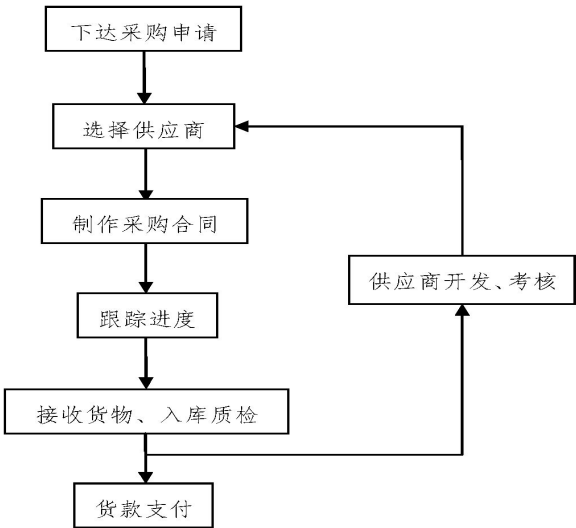 下达采购申请
选择供应商
制作采购合同
供应商开发、考核
跟踪进度
接收货物、入库质检
货款支付